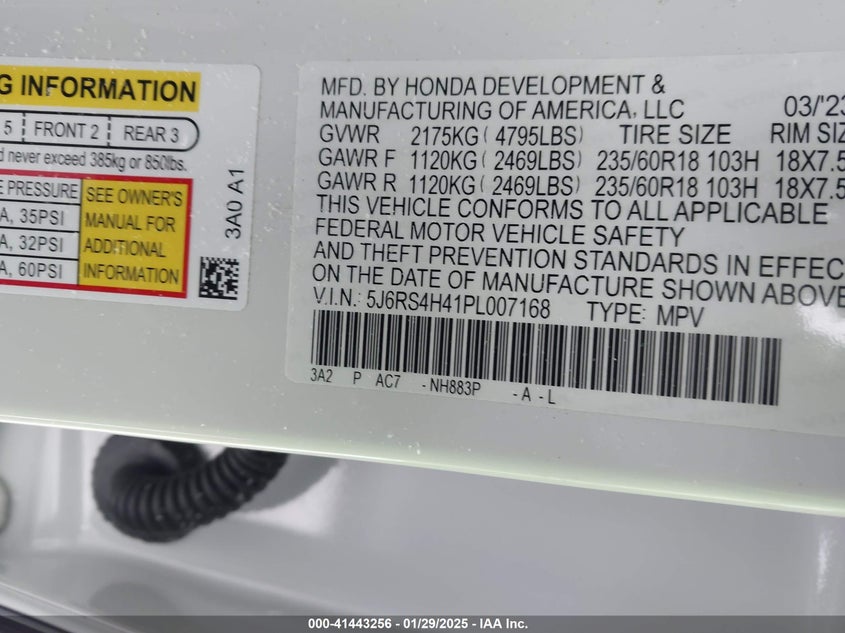 G INFORMATION
5 FRONT 2 REAR 3
d never exceed 385kg or 850lbs.
PRESSURE
A, 35PSI
A, 32PSI
A, 60PSI
SEE OWNER'S
MANUAL FOR
ADDITIONAL
INFORMATION
3A0 A1
MFD. BY HONDA DEVELOPMENT &
MANUFACTURING OF AMERICA, LLC 03/'23
GVWR 2175KG ( 4795LBS) TIRE SIZE RIM SIZ
GAWR F 1120KG ( 2469LBS) 235/60R18 103H 18X7.5
GAWR R 1120KG ( 2469LBS) 235/60R18 103H 18X7.5
THIS VEHICLE CONFORMS TO ALL APPLICABLE
FEDERAL MOTOR VEHICLE SAFETY
AND THEFT PREVENTION STANDARDS IN EFFEC
ON THE DATE OF MANUFACTURE SHOWN ABOVE
V.I.N.: 5J6RS4H41PL007168 TYPE: MPV
3A2 P AC7 - NH883P - A - L
000-41443256 - 01/29/2025 - IAA Inc.